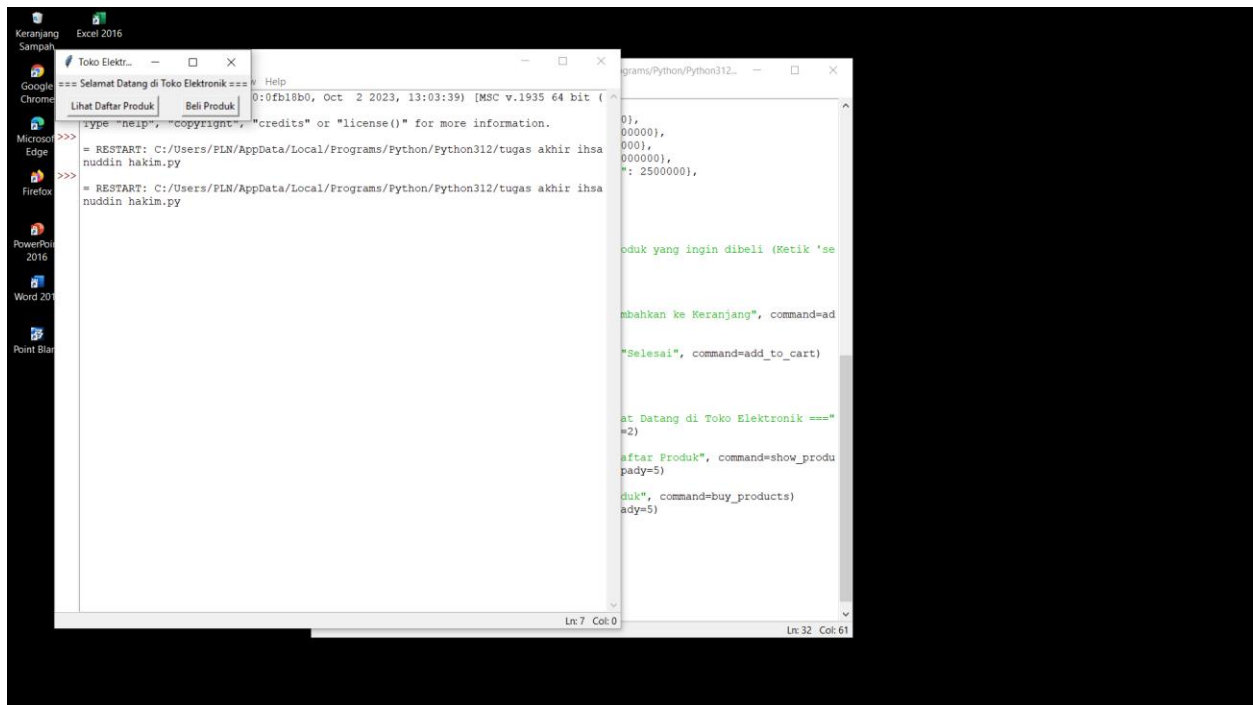 Keranjang
Sampah
Excel 2016
Google
Chrome
Microsof
Edge
Firefox
PowerPoi
2016
Word 201
Point Blan
Toko Elektr...
=== Selamat Datang di Toko Elektronik ===
Lihat Daftar Produk
Beli Produk
Help
0:0fb18b0, Oct 2 2023, 13:03:39) [MSC v.1935 64 bit (
Type "help", "copyright", "credits" or "license()" for more information.
>>>
= RESTART: C:/Users/PLN/AppData/Local/Programs/Python/Python312/tugas akhir ihsa
nuddin hakim.py
>>>
= RESTART: C:/Users/PLN/AppData/Local/Programs/Python/Python312/tugas akhir ihsa
nuddin hakim.py
Ln: 7 Col: 0
grams/Python/Python312...
0},
00000},
000},
000000},
": 2500000},
oduk yang ingin dibeli (Ketik 'se
mbahkan ke Keranjang", command=ad
"Selesai", command=add_to_cart)
at Datang di Toko Elektronik ==="
=2)
aftar Produk", command=show_produ
pady=5)
duk", command=buy_products)
ady=5)
Ln: 32 Col: 61